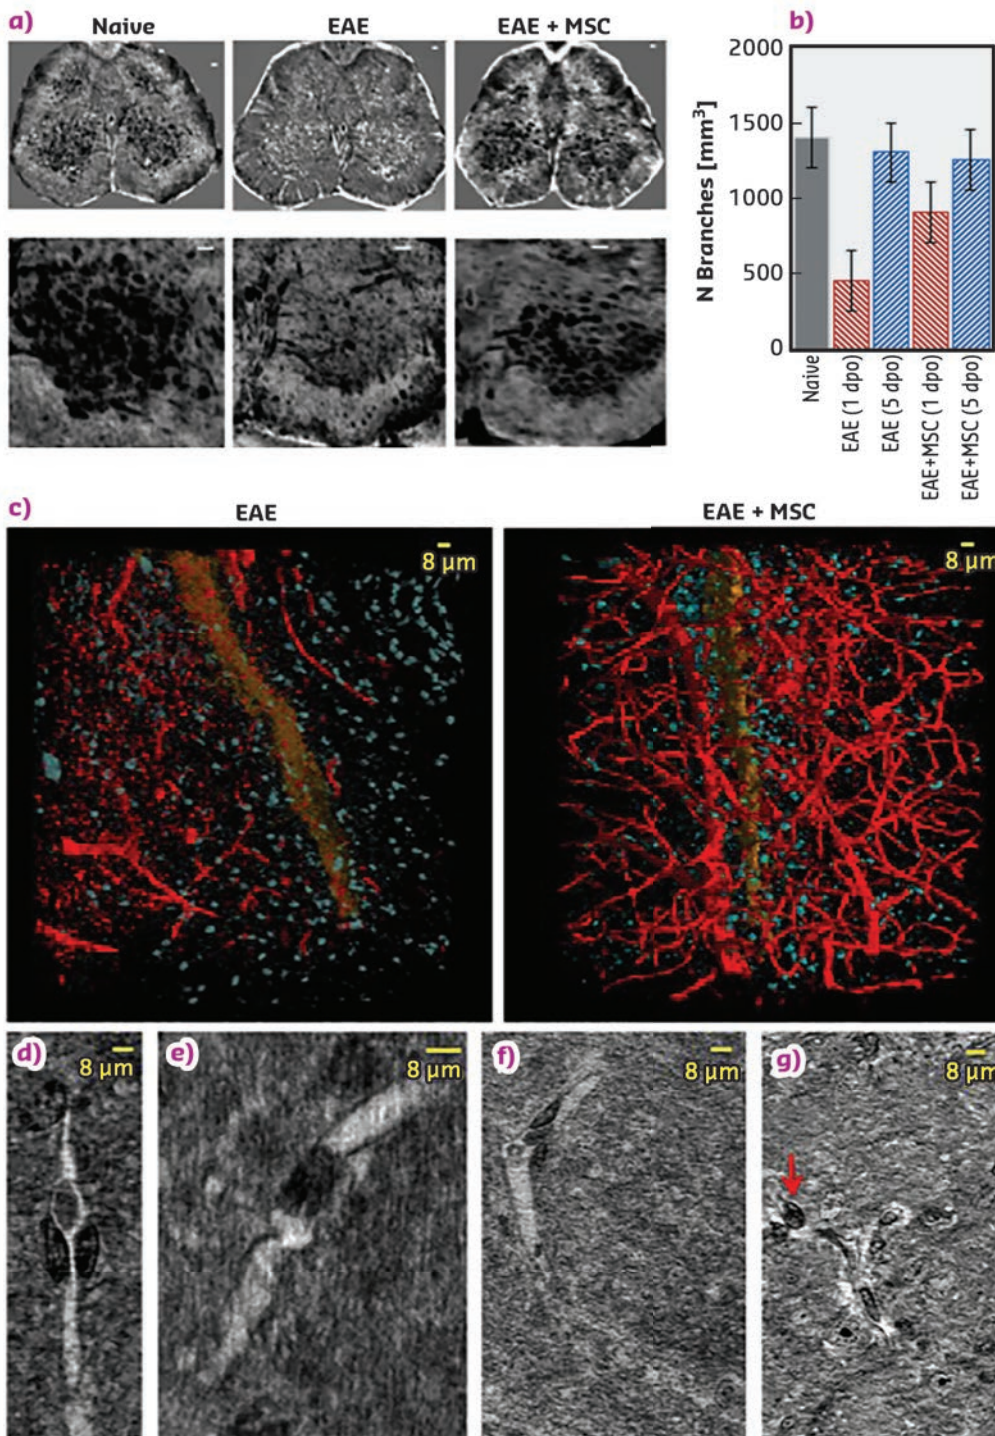 a)
Naive
EAE
EAE + MSC
b)
N Branches [mm³]
2000
1500
1000
500
0
Naive
EAE (1 dpo)
EAE (5 dpo)
EAE+MSC (1 dpo)
EAE+MSC (5 dpo)
c)
EAE
EAE + MSC
8 µm
8 µm
d)
8 µm
e)
8 µm
f)
8 µm
g)
8 µm